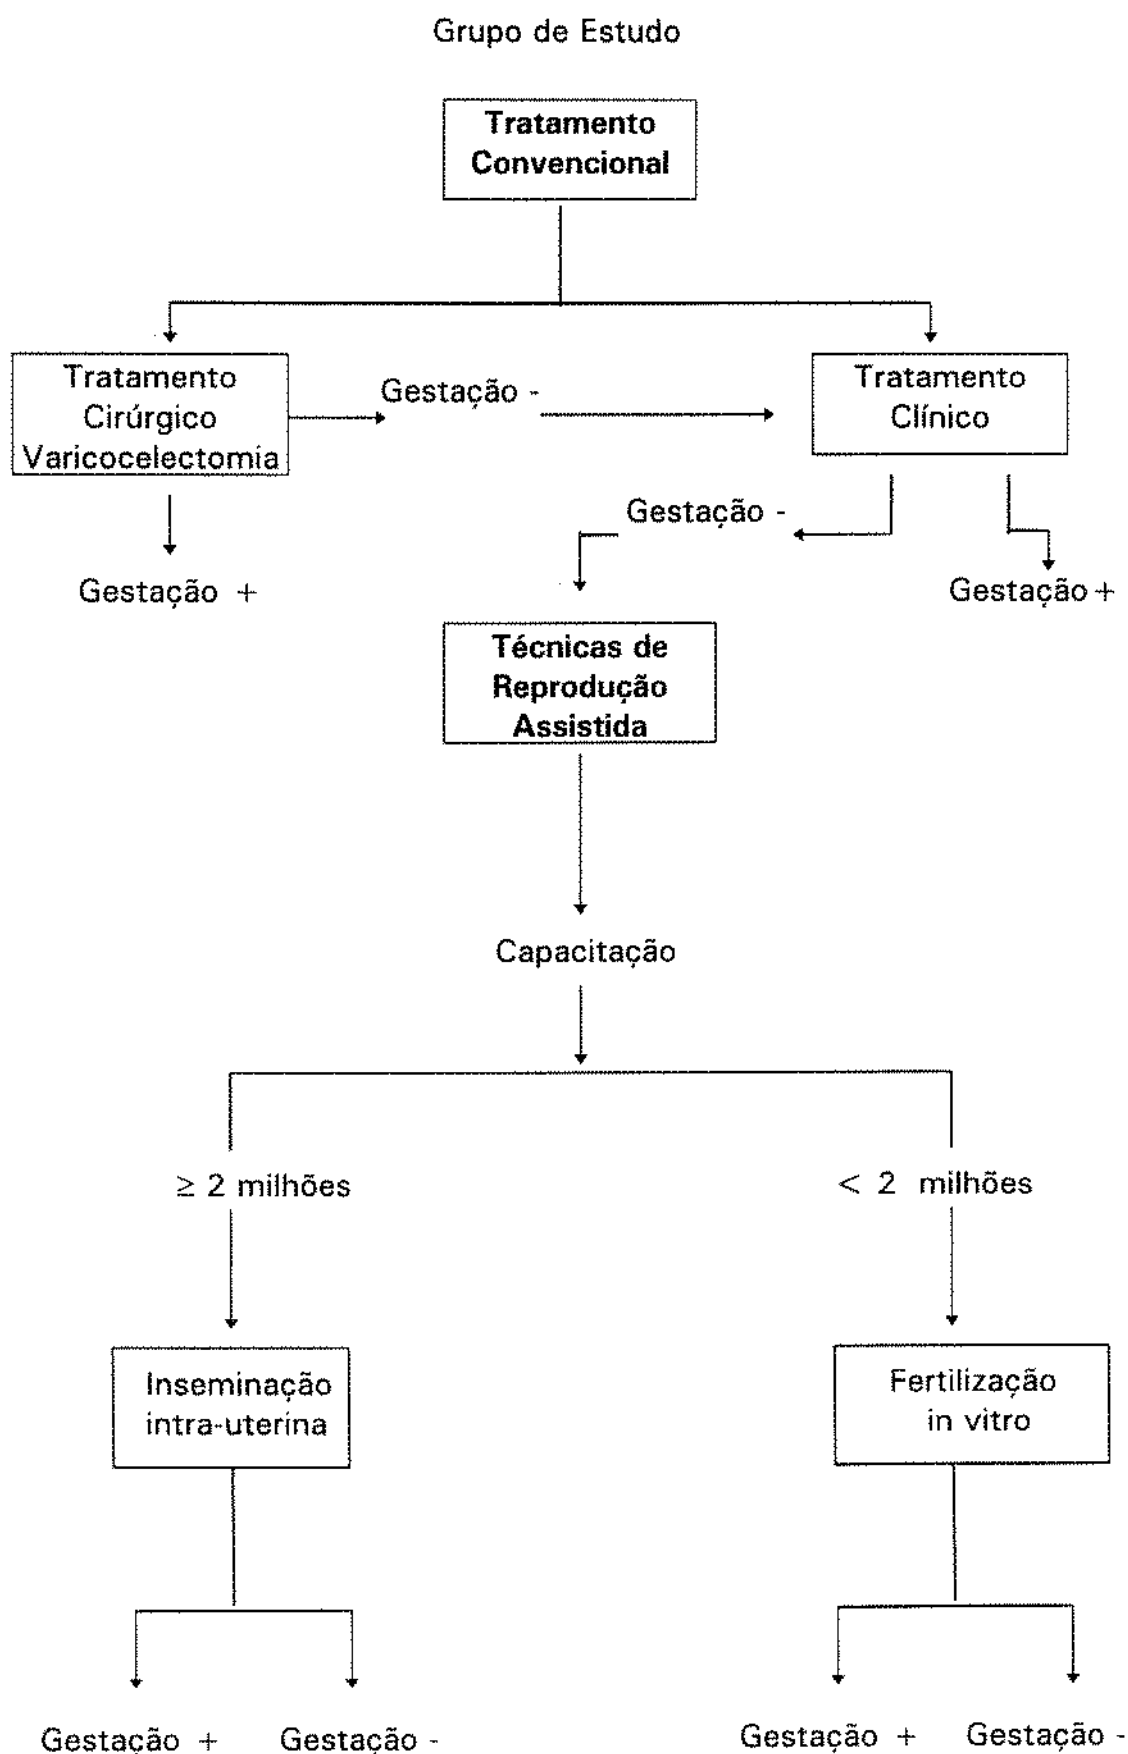 Grupo de Estudo
Tratamento
Convencional
Tratamento
Cirúrgico
Varicocelectomia
Gestação -
Tratamento
Clínico
Gestação -
Gestação +
Gestação +
Técnicas de
Reprodução
Assistida
Capacitação
≥ 2 milhões
< 2 milhões
Inseminação
intra-uterina
Fertilização
in vitro
Gestação +
Gestação -
Gestação +
Gestação -